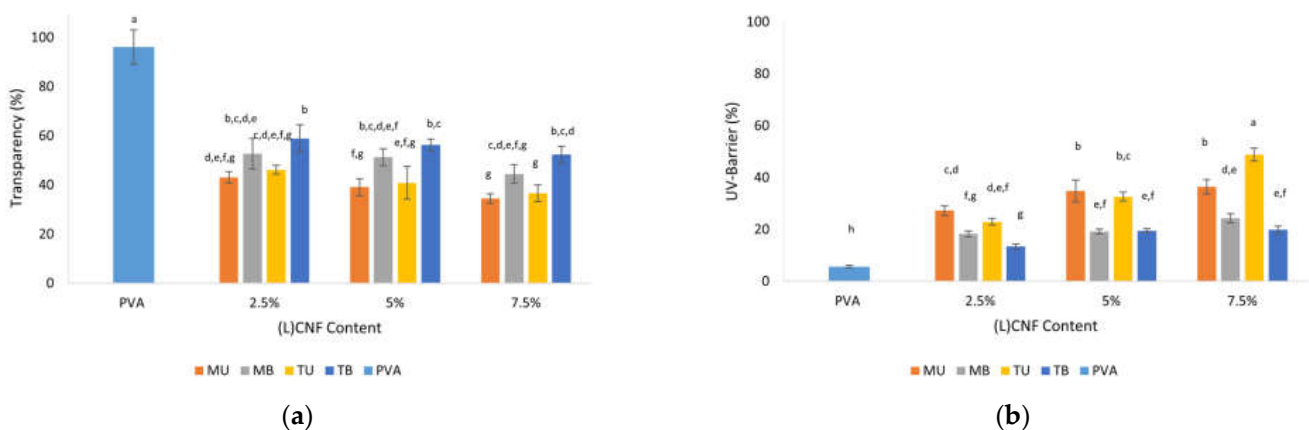 100
80
60
40
20
0
Transparency (%)
a
d,e,f,g
b,c,d,e
c,d,e,f,g
b
f,g
b,c,d,e,f
e,f,g
b,c
g
c,d,e,f,g
g
b,c,d
PVA 2.5% 5% 7.5%
(L)CNF Content
MU MB TU TB PVA
(a)
100
80
60
40
20
0
UV-Barrier (%)
h
c,d
f,g
d,e,f
g
b
e,f
b,c
e,f
b
d,e
a
e,f
PVA 2.5% 5% 7.5%
(L)CNF Content
MU MB TU TB PVA
(b)